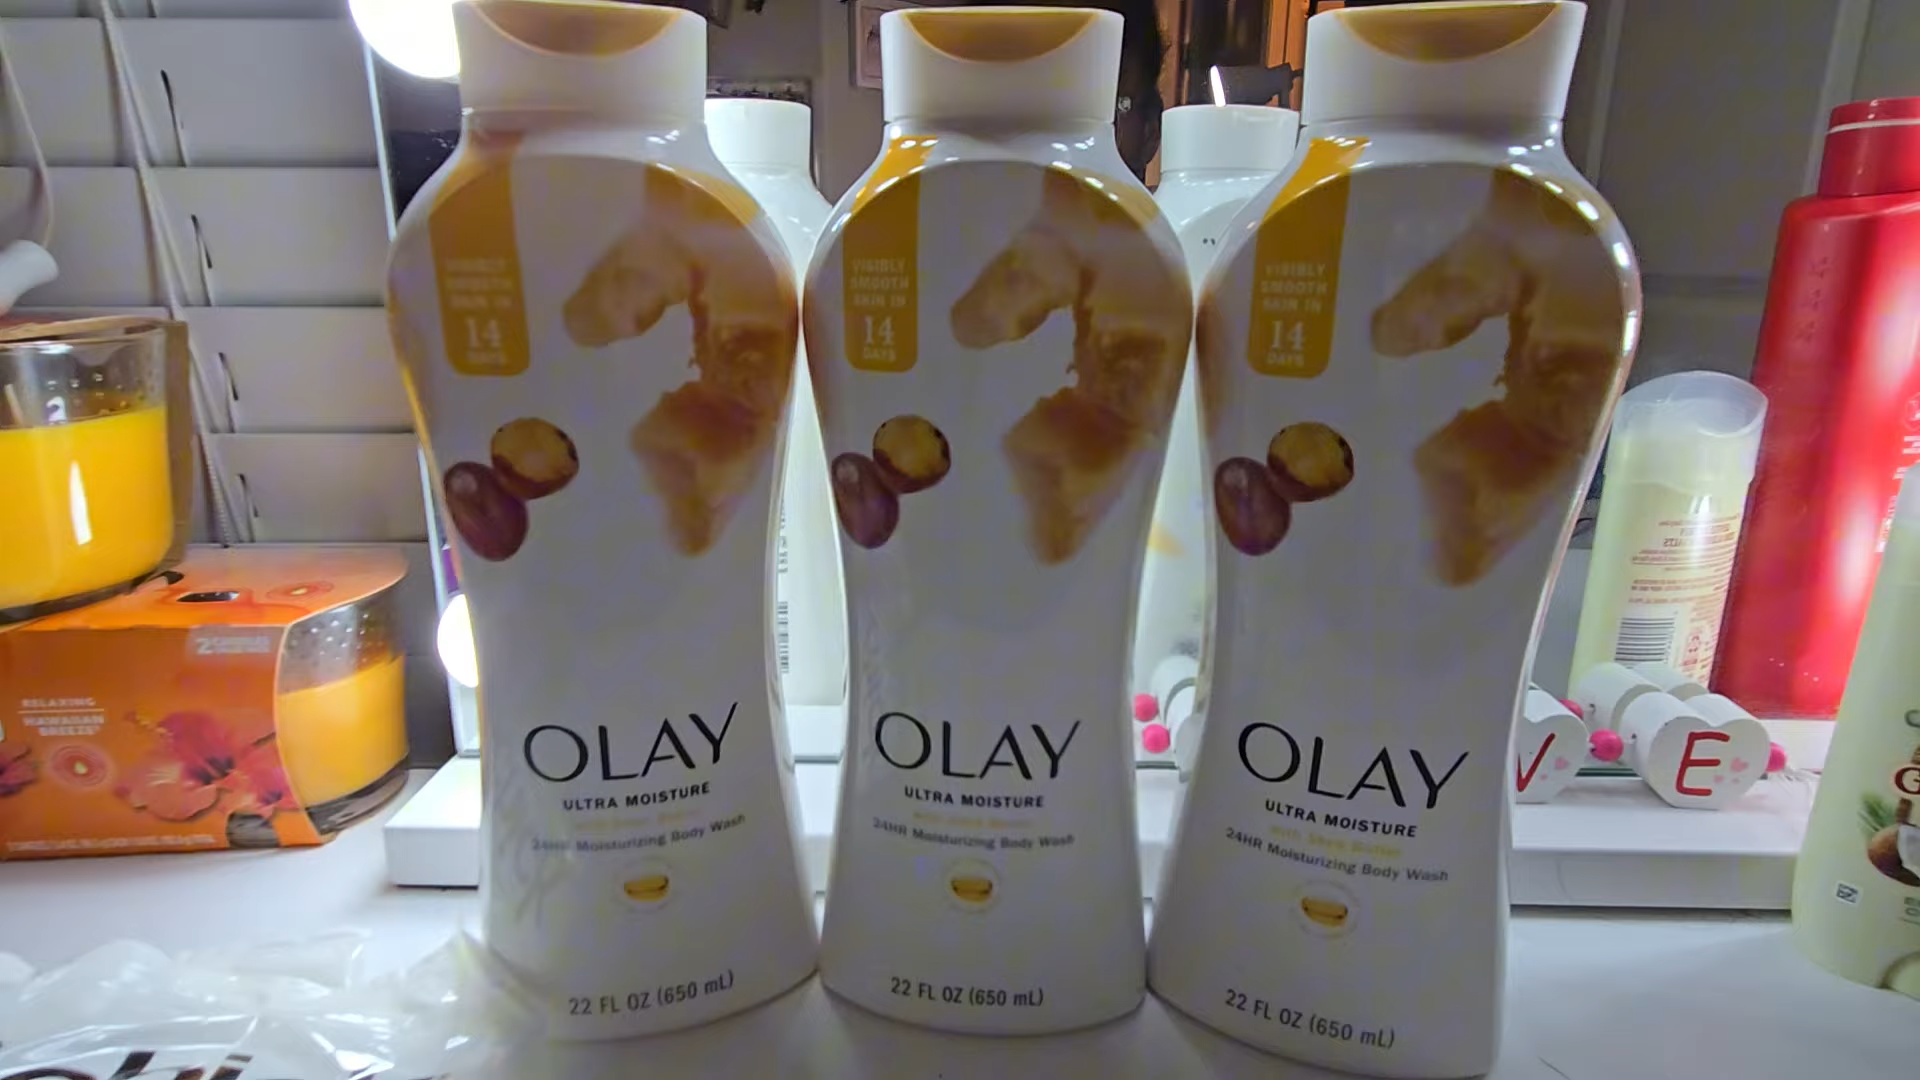 VISIBLY
SMOOTH
SKIN IN
14
DAYS
OLAY
ULTRA MOISTURE
24HR Moisturizing Body Wash
22 FL OZ (650 mL)
VISIBLY
SMOOTH
SKIN IN
14
DAYS
OLAY
ULTRA MOISTURE
24HR Moisturizing Body Wash
22 FL OZ (650 mL)
VISIBLY
SMOOTH
SKIN IN
14
DAYS
OLAY
ULTRA MOISTURE
with Shea Butter
24HR Moisturizing Body Wash
22 FL OZ (650 mL)
RELAXING
HAWAIIAN
BREEZE
2
V
E